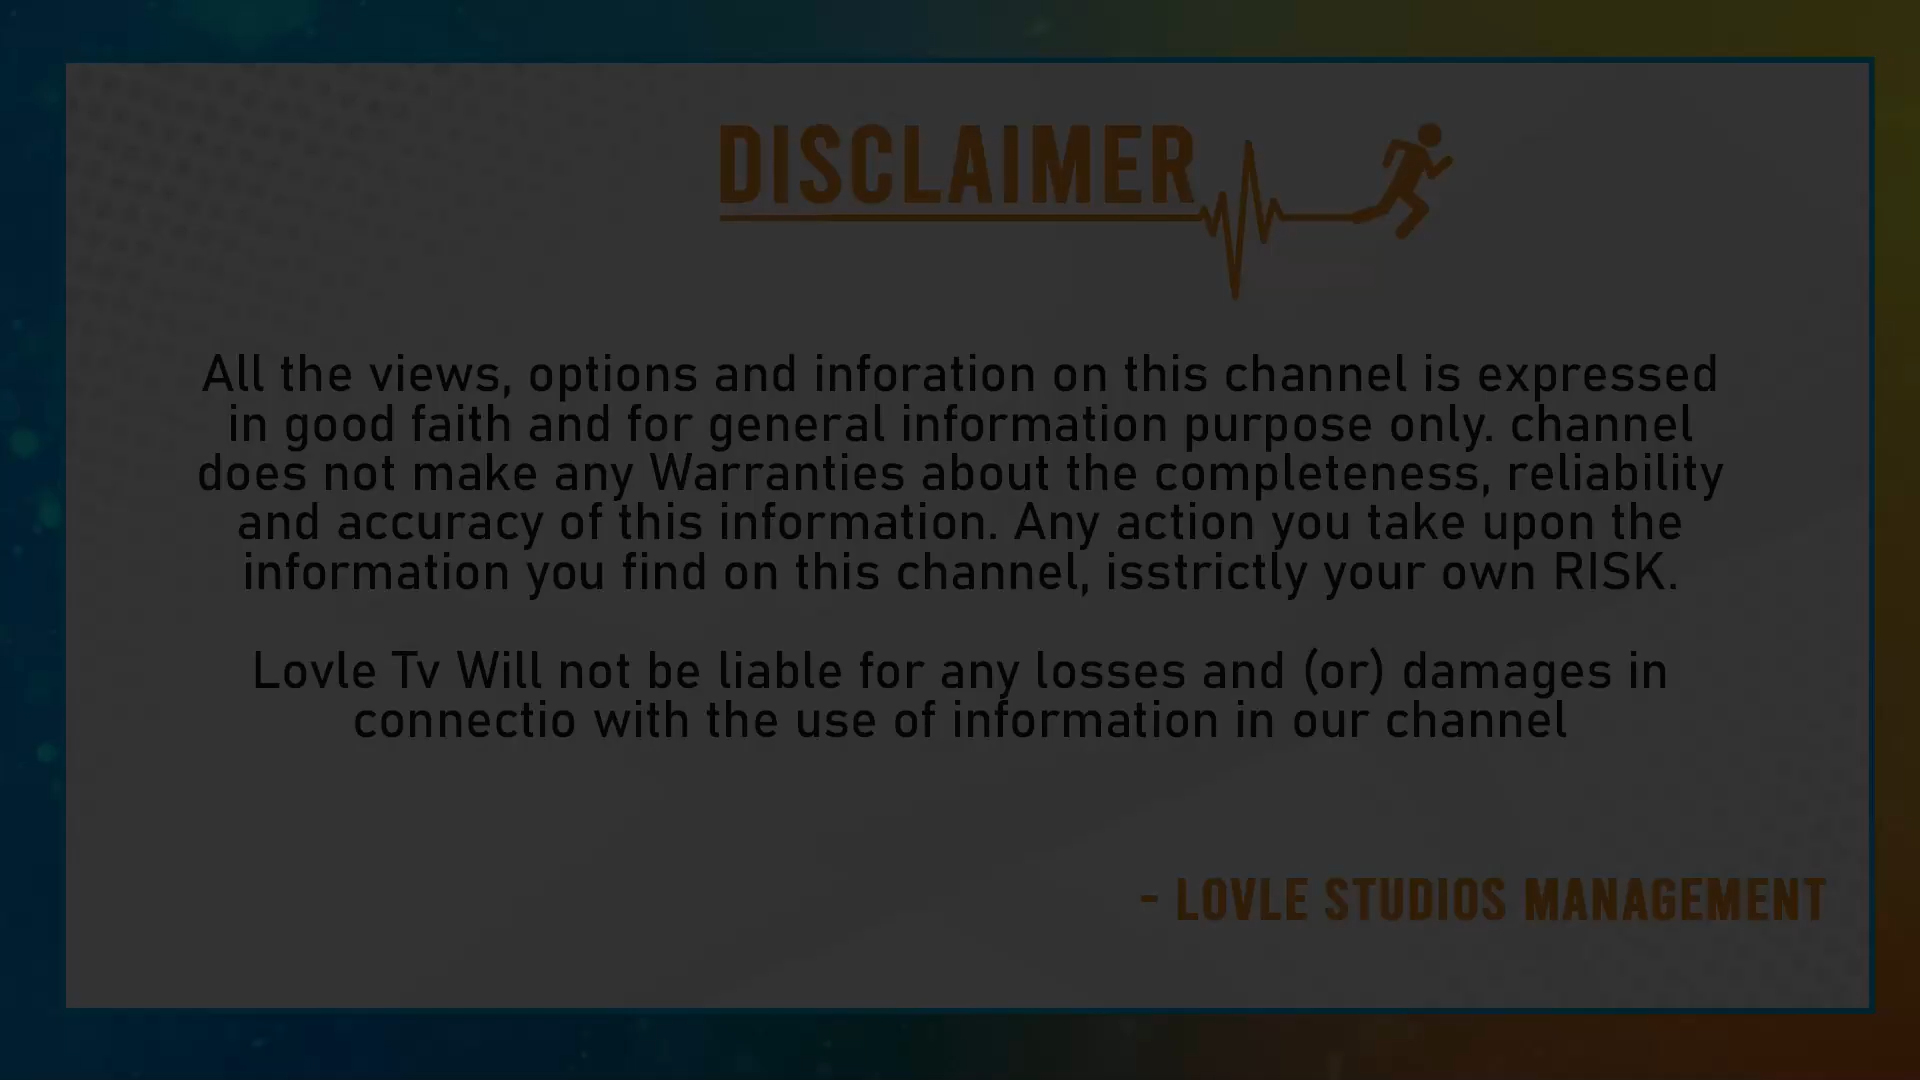 DISCLAIMER
All the views, options and inforation on this channel is expressed
in good faith and for general information purpose only. channel
does not make any Warranties about the completeness, reliability
and accuracy of this information. Any action you take upon the
information you find on this channel, isstrictly your own RISK.
Lovle Tv Will not be liable for any losses and (or) damages in
connectio with the use of information in our channel
- LOVLE STUDIOS MANAGEMENT